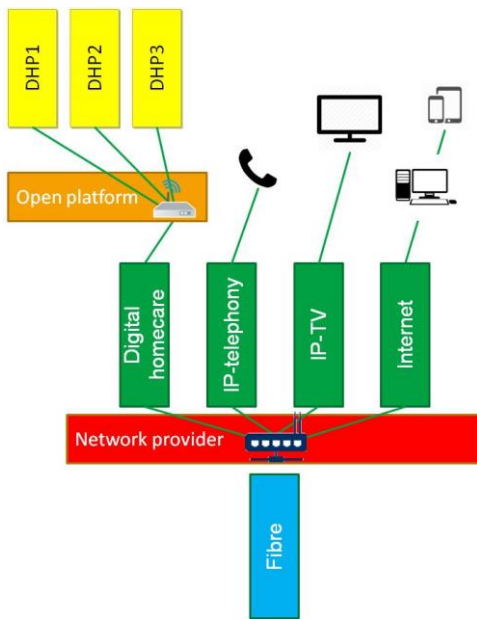 DHP1
DHP2
DHP3
Open platform
Digital
homecare
IP-telephony
IP-TV
Internet
Network provider
Fibre